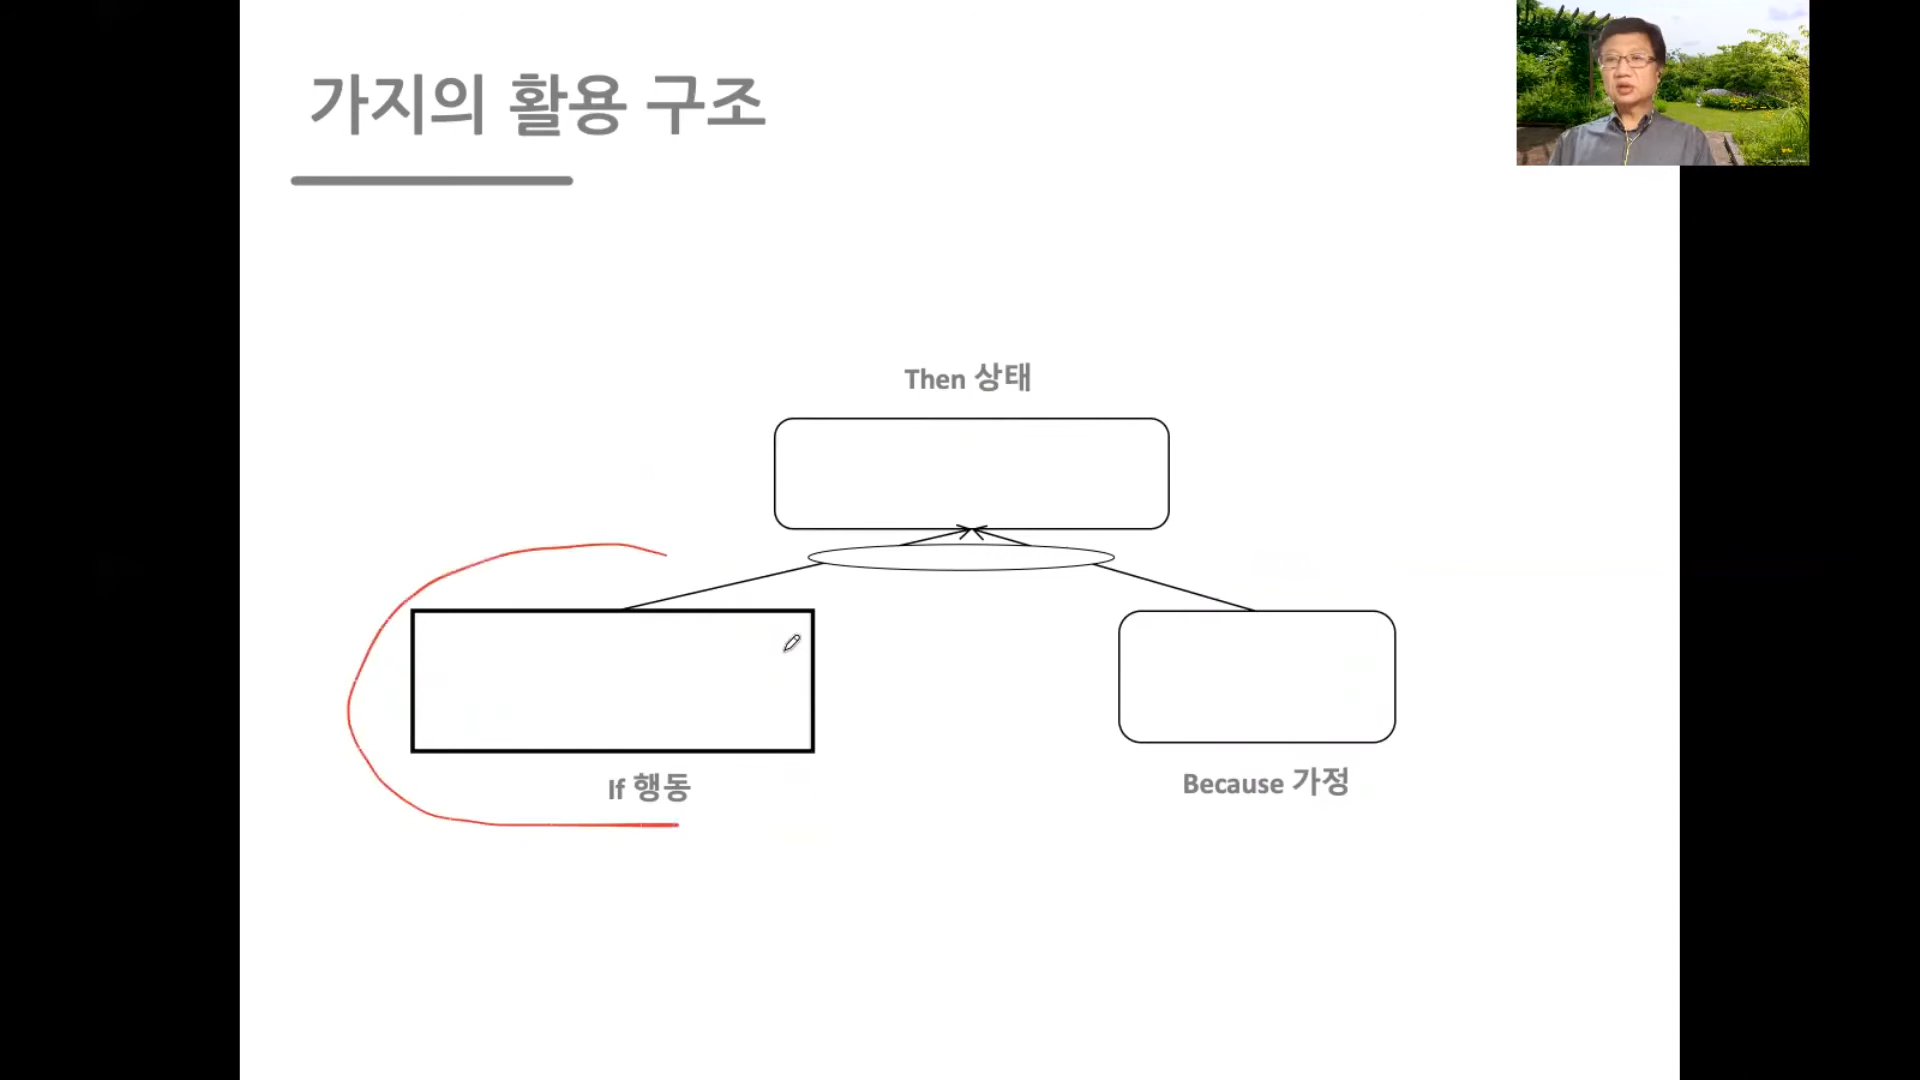 가지의 활용 구조
Then 상태
If 행동
Because 가정